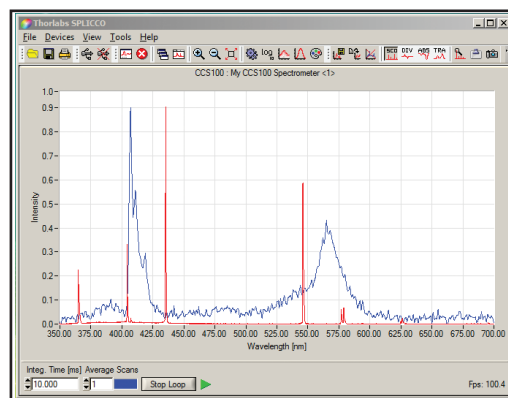 Thorlabs SPLICCO
File Devices View Tools Help
log SCO DIV ABS TRA
CCS100 : My CCS100 Spectrometer <1>
1.0
0.9
0.8
0.7
0.6
0.5
0.4
0.3
0.2
0.1
0.0
Intensity
350.00 375.00 400.00 425.00 450.00 475.00 500.00 525.00 550.00 575.00 600.00 625.00 650.00 675.00 700.00
Wavelength [nm]
Integ. Time [ms] Average Scans
10.000 1 Stop Loop Fps: 100.4